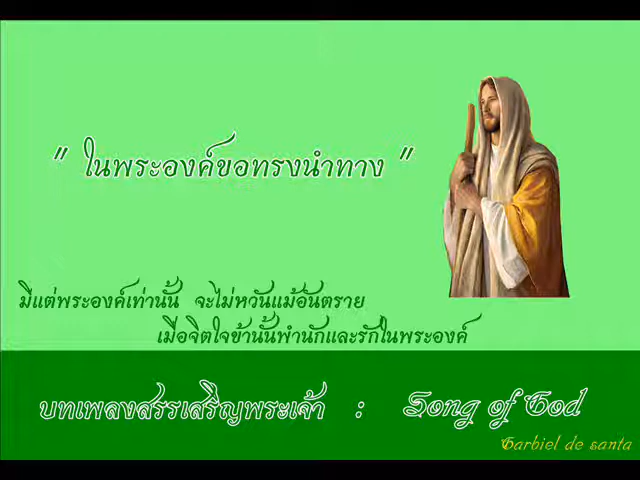 " ในพระองค์ขอทรงนำทาง "
มีแต่พระองค์เท่านั้น จะไม่หวั่นแม้อันตราย
เมื่อจิตใจข้านั้นพำนักและรักในพระองค์
บทเพลงสรรเสริญพระเจ้า : Song of God
Garbiel de santa